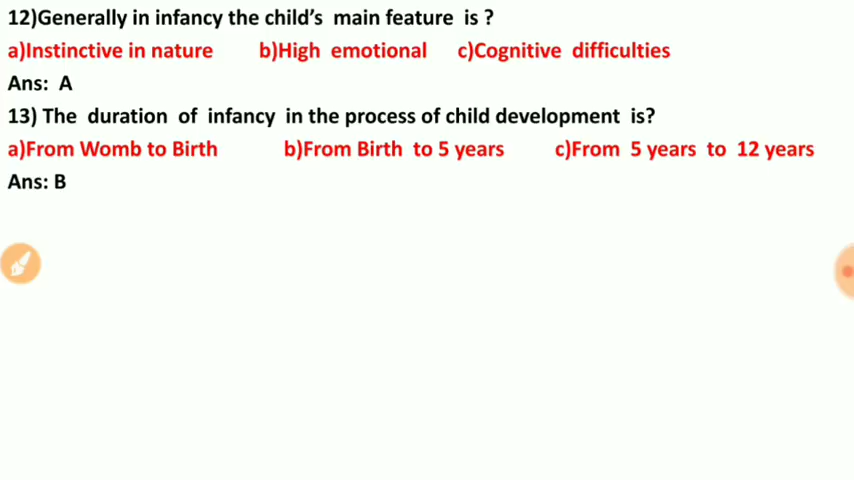 12)Generally in infancy the child's main feature is ?
a)Instinctive in nature b)High emotional c)Cognitive difficulties
Ans: A
13) The duration of infancy in the process of child development is?
a)From Womb to Birth b)From Birth to 5 years c)From 5 years to 12 years
Ans: B